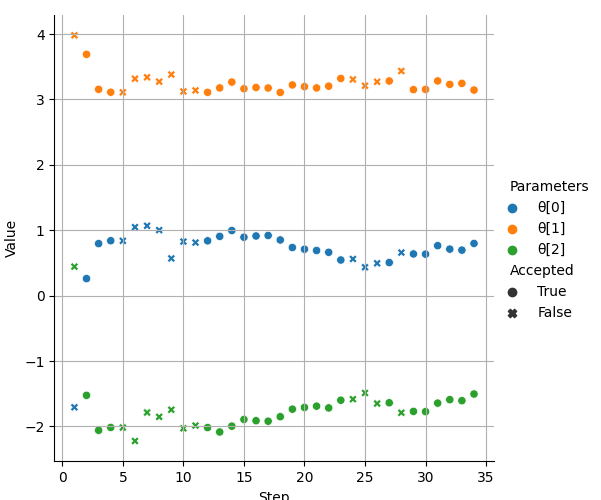 4
3
2
1
0
−1
−2
Value
0
5
10
15
20
25
30
35
Step
Parameters
θ[0]
θ[1]
θ[2]
Accepted
True
False